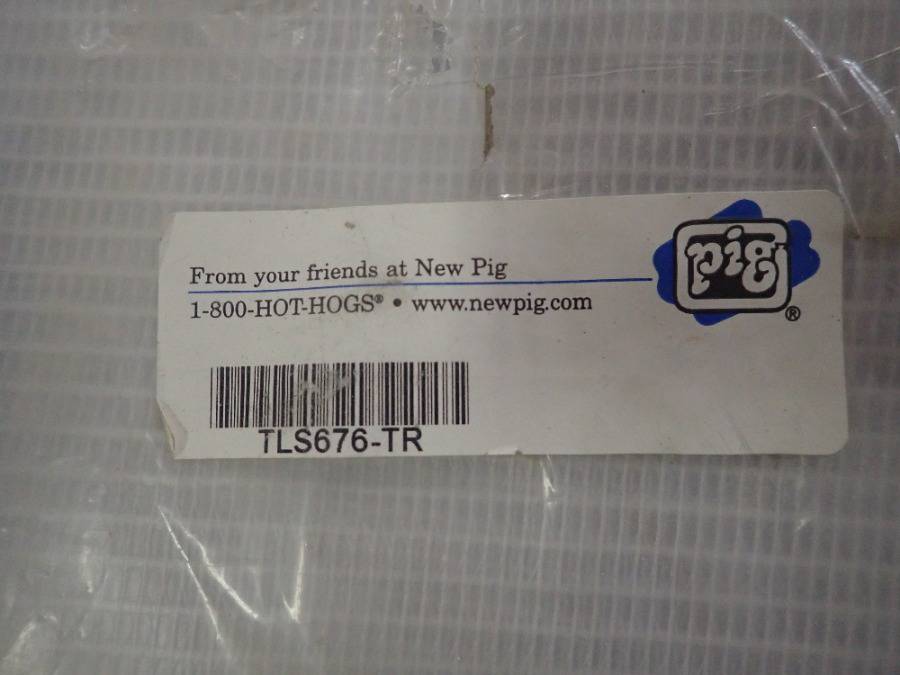 From your friends at New Pig
1-800-HOT-HOGS® • www.newpig.com
pig®
TLS676-TR